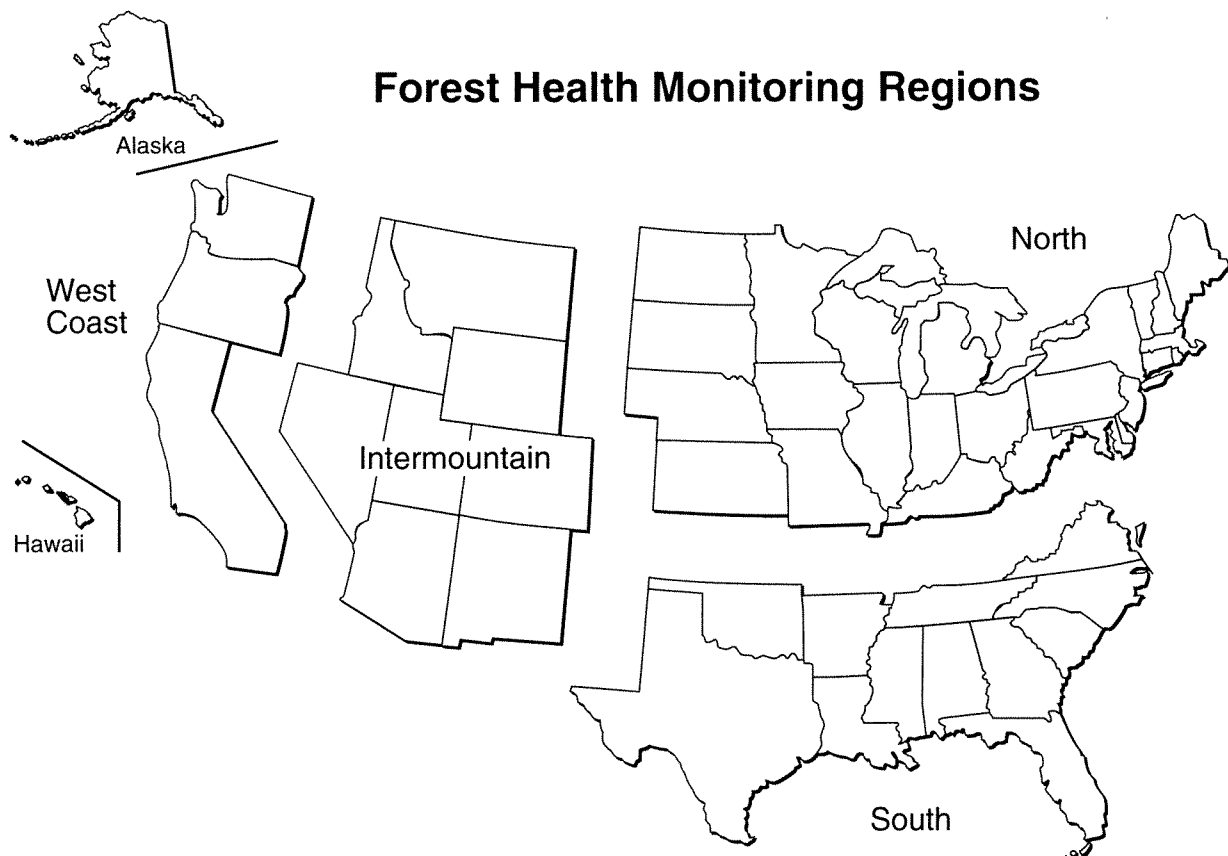 Forest Health Monitoring Regions
Alaska
North
West
Coast
Intermountain
Hawaii
South